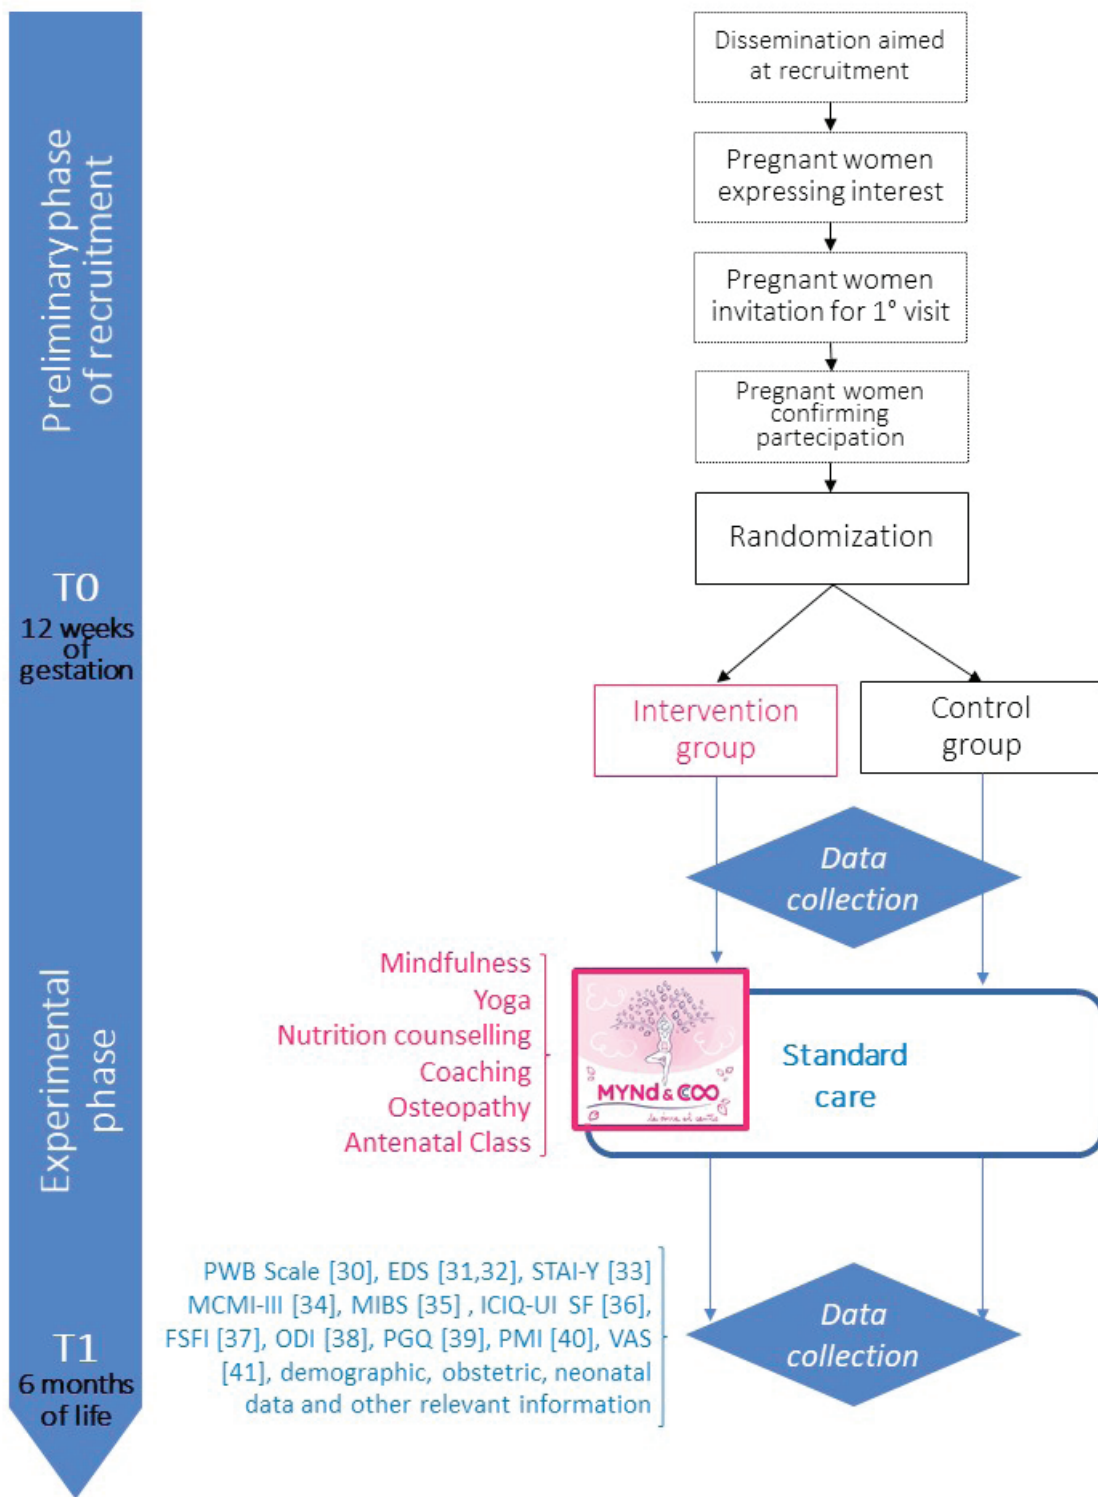 Dissemination aimed
at recruitment
Pregnant women
expressing interest
Pregnant women
invitation for 1° visit
Pregnant women
confirming
partecipation
Randomization
Preliminary phase
of recruitment
T0
12 weeks
of
gestation
Intervention
group
Control
group
Data
collection
Experimental
phase
Mindfulness
Yoga
Nutrition counselling
Coaching
Osteopathy
Antenatal Class
MYNd & COO
Standard
care
PWB Scale [30], EDS [31,32], STAI-Y [33]
MCMI-III [34], MIBS [35] , ICIQ-UI SF [36],
FSFI [37], ODI [38], PGQ [39], PMI [40], VAS
[41], demographic, obstetric, neonatal
data and other relevant information
Data
collection
T1
6 months
of life